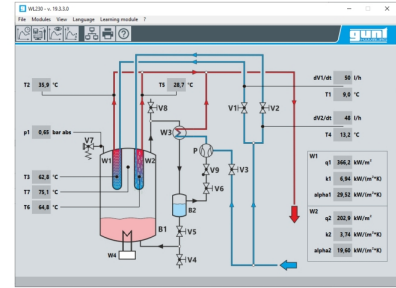 WL230 - v. 19.3.3.0
File Modules View Language Learning module ?
gunt
T2 35,9 °C
T5 28,7 °C
dV1/dt 50 l/h
T1 9,0 °C
dV2/dt 40 l/h
T4 13,2 °C
p1 0,65 bar abs
V7
V8
V1
V2
W1
W2
W3
P
V9
V3
V6
T3 62,0 °C
T7 75,1 °C
T6 64,8 °C
B2
B1
V5
V4
W4
W1
q1 366,2 kW/m²
k1 6,94 kW/(m²*K)
alpha1 29,52 kW/(m²*K)
W2
q2 202,9 kW/m²
k2 3,74 kW/(m²*K)
alpha2 19,60 kW/(m²*K)